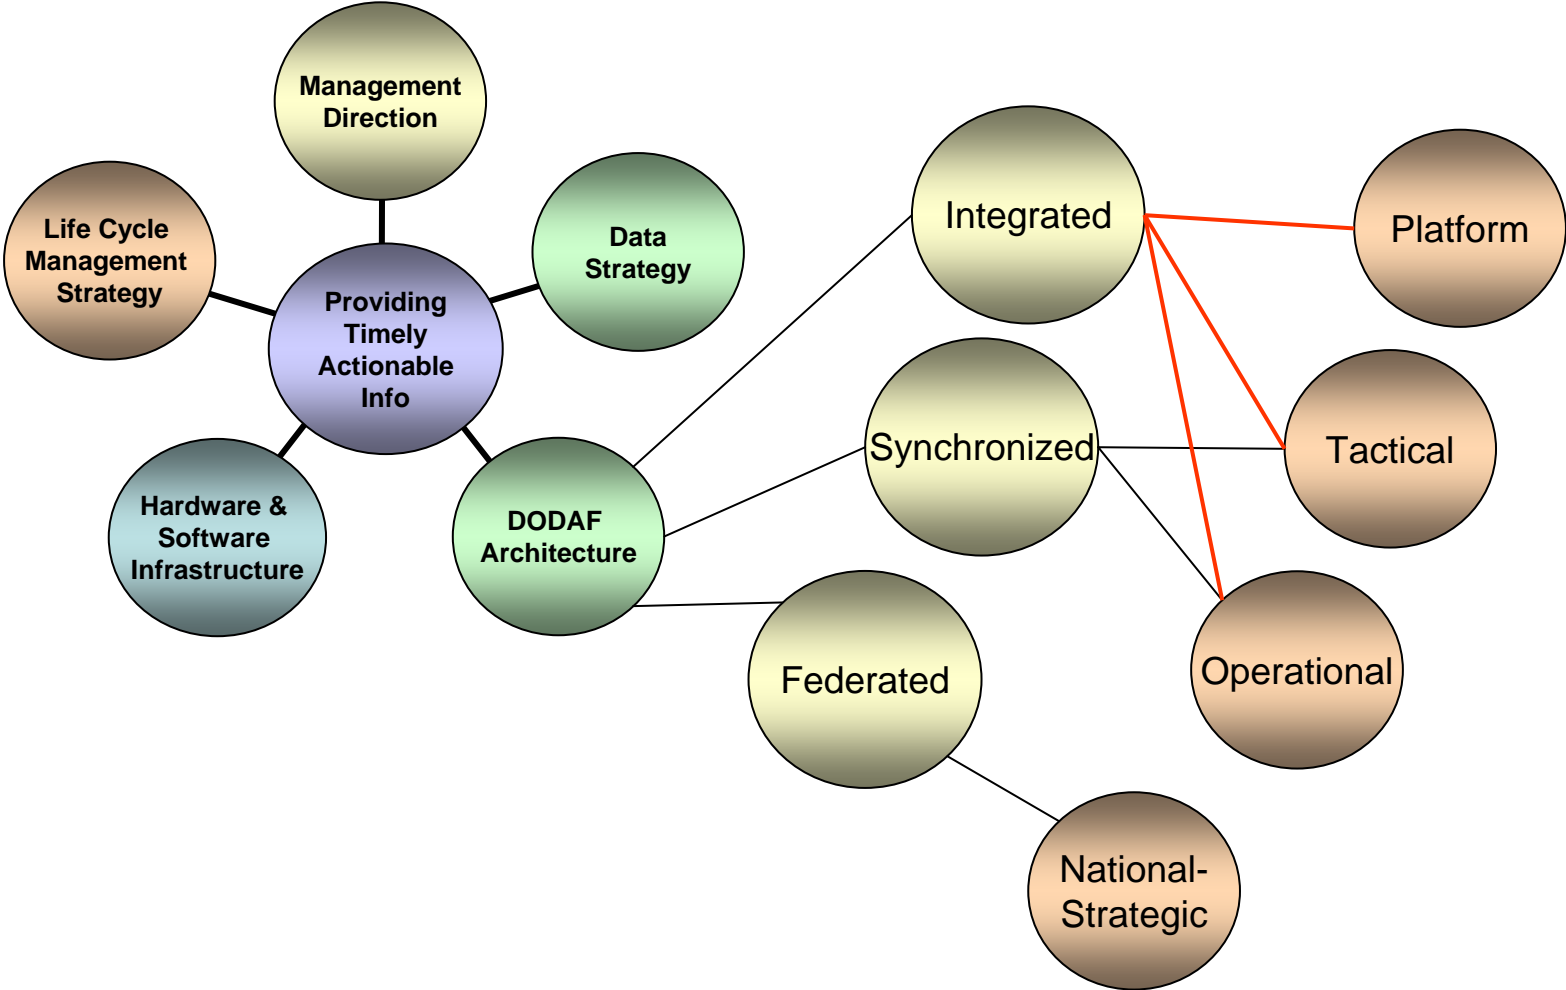 Management
Direction
Life Cycle
Management
Strategy
Data
Strategy
Providing
Timely
Actionable
Info
Hardware &
Software
Infrastructure
DODAF
Architecture
Integrated
Synchronized
Federated
Platform
Tactical
Operational
National-
Strategic